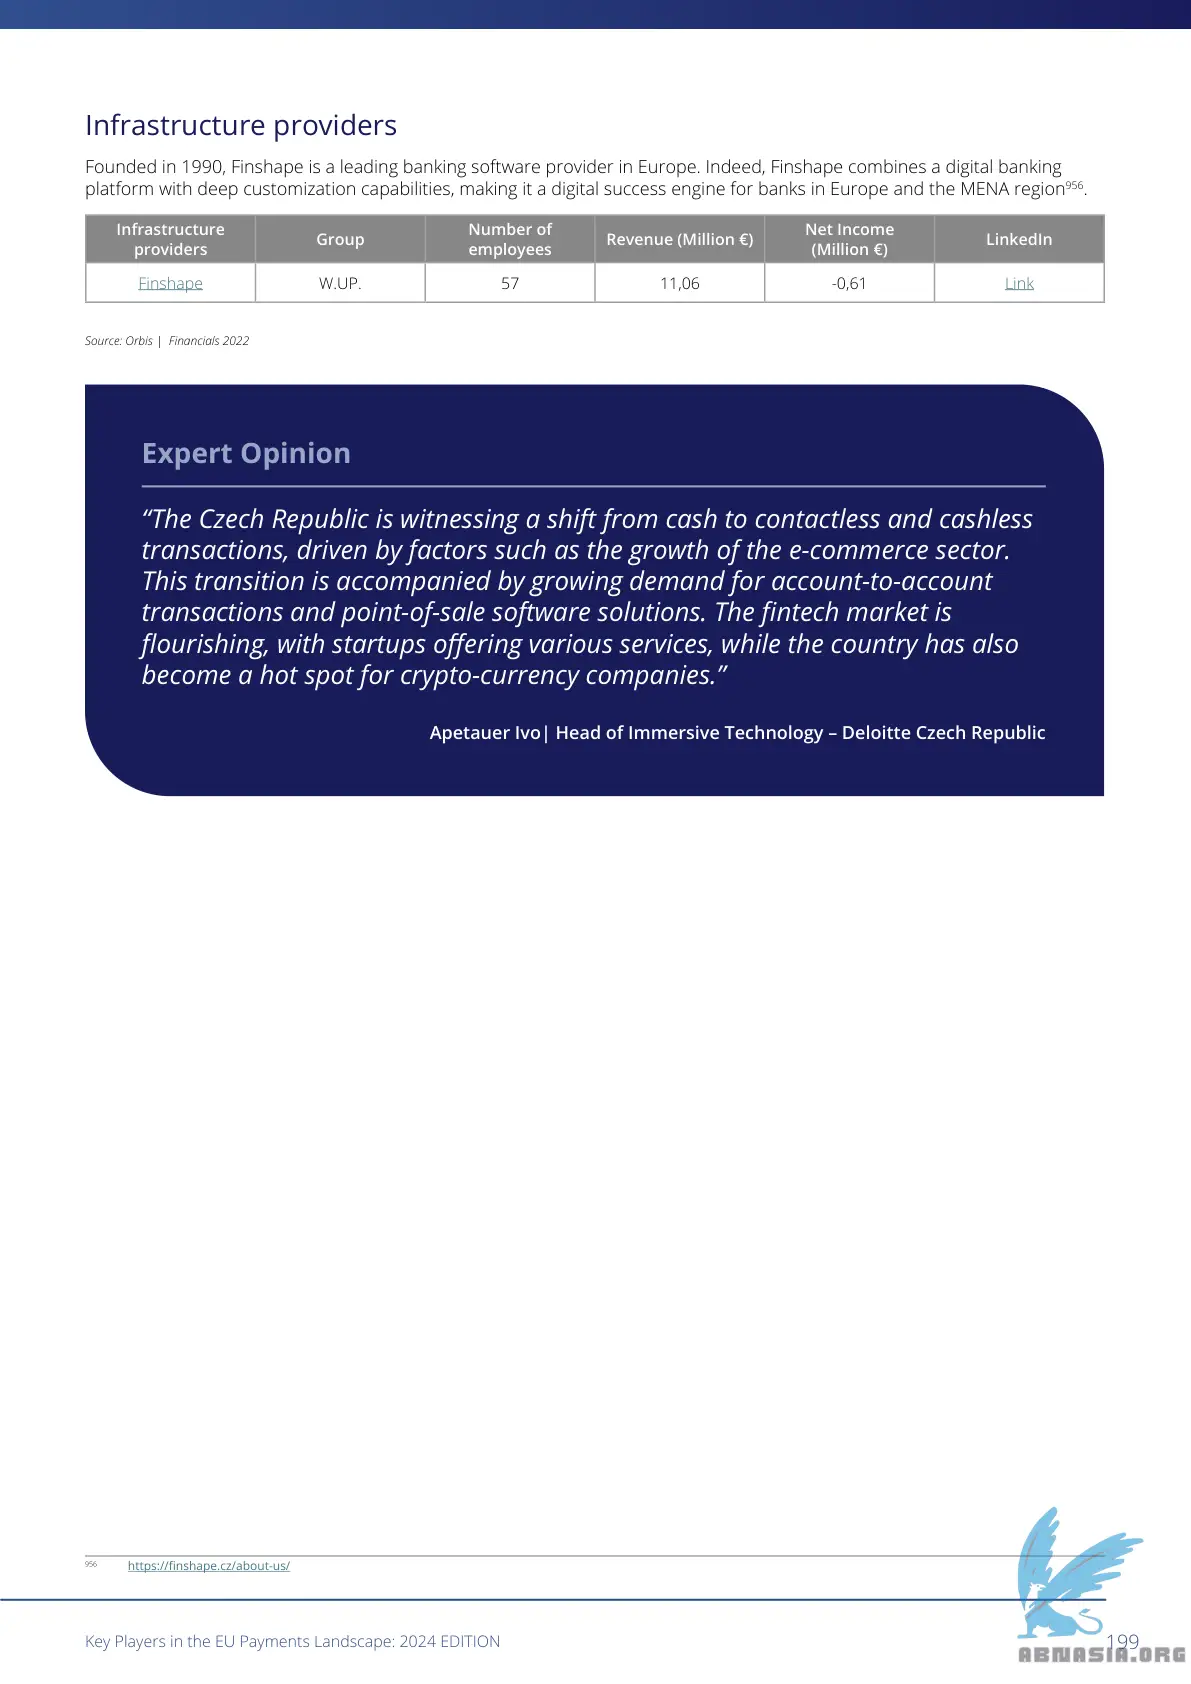 Infrastructure providers
Founded in 1990, Finshape is a leading banking software provider in Europe. Indeed, Finshape combines a digital banking
platform with deep customization capabilities, making it a digital success engine for banks in Europe and the MENA region956.
Infrastructure
providers
Group
Number of
employees
Revenue (Million €)
Net Income
(Million €)
LinkedIn
Finshape
W.UP.
57
11,06
-0,61
Link
Source: Orbis | Financials 2022
Expert Opinion
“The Czech Republic is witnessing a shift from cash to contactless and cashless
transactions, driven by factors such as the growth of the e-commerce sector.
This transition is accompanied by growing demand for account-to-account
transactions and point-of-sale software solutions. The fintech market is
flourishing, with startups offering various services, while the country has also
become a hot spot for crypto-currency companies.”
Apetauer Ivo| Head of Immersive Technology – Deloitte Czech Republic
956 https://finshape.cz/about-us/
Key Players in the EU Payments Landscape: 2024 EDITION
199
ABNASIA.ORG